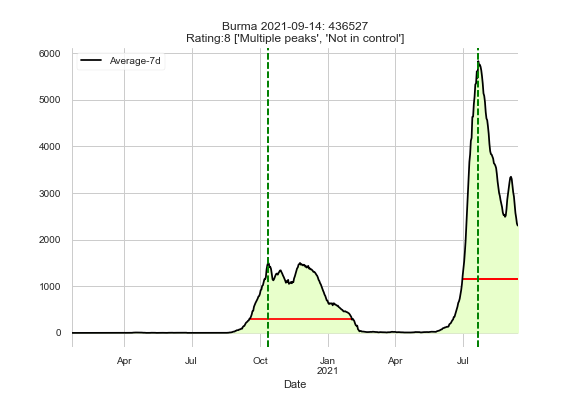 Burma 2021-09-14: 436527
Rating:8 ['Multiple peaks', 'Not in control']
Average-7d
6000
5000
4000
3000
2000
1000
0
Apr
Jul
Oct
Jan
2021
Apr
Jul
Date